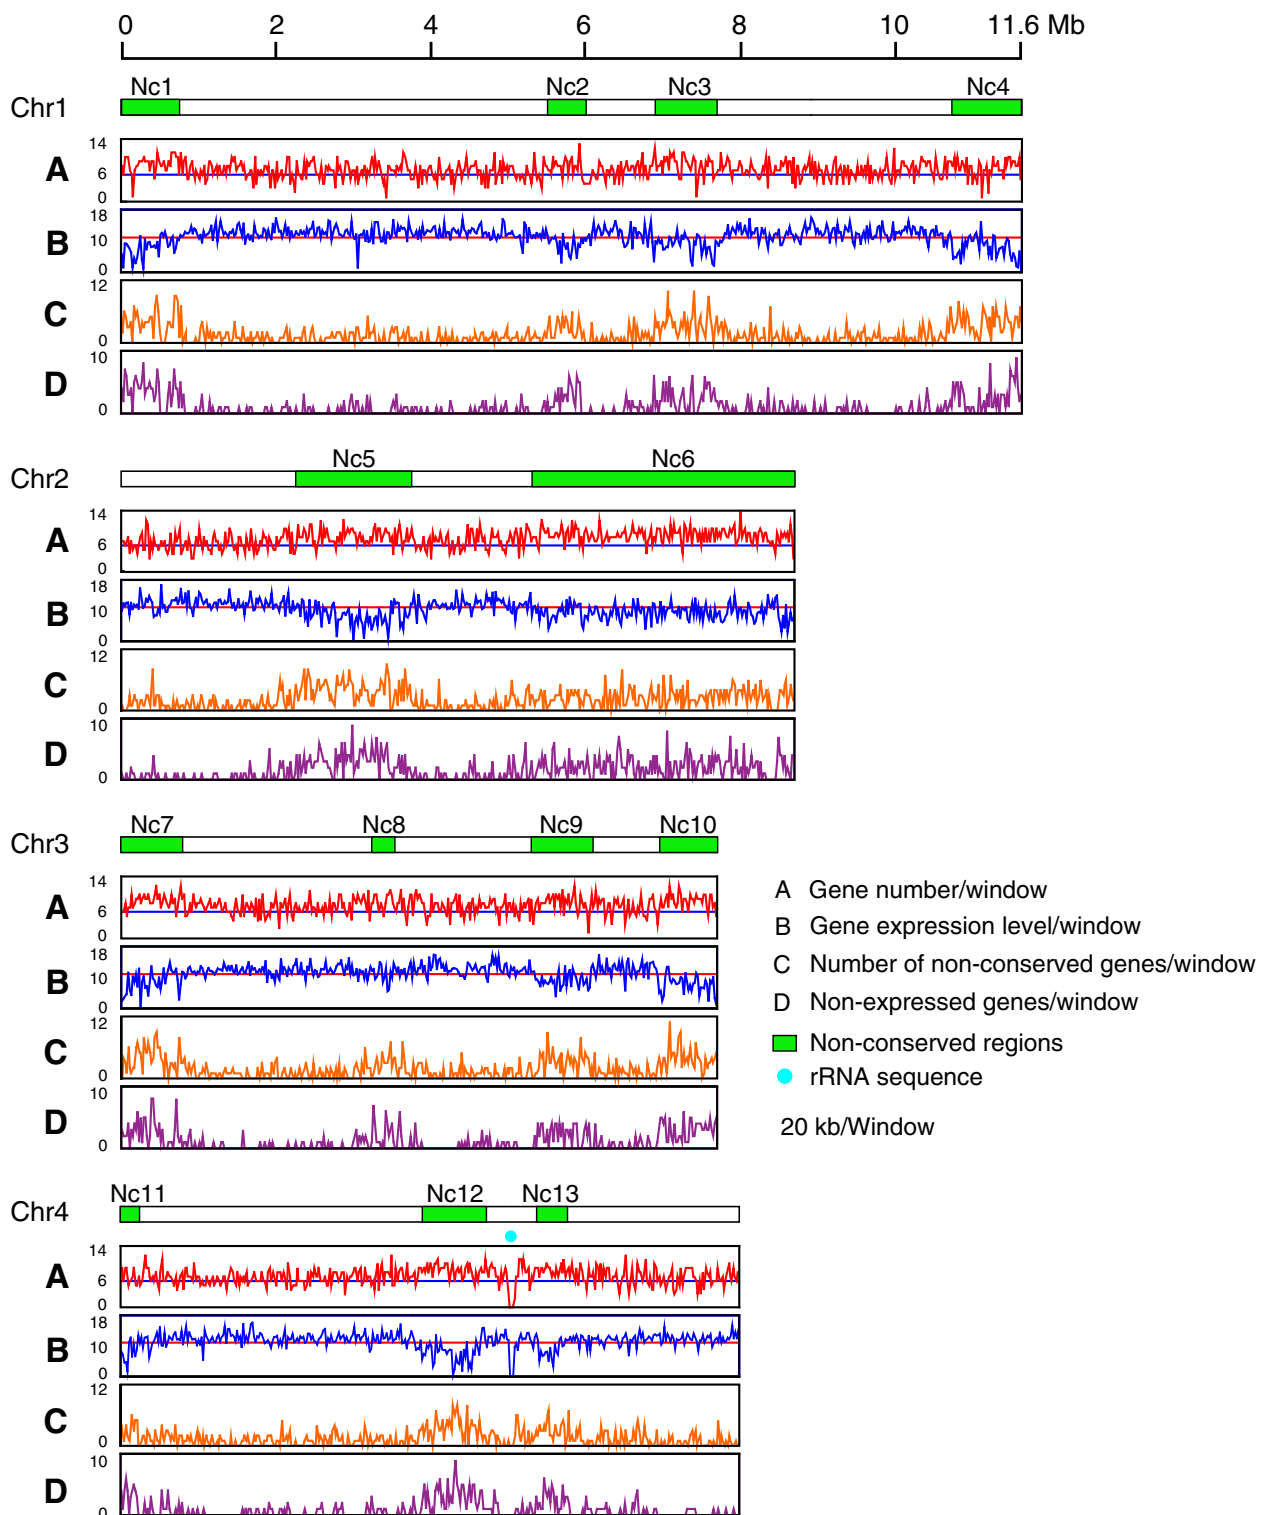 0 2 4 6 8 10 11.6 Mb
Nc1 Nc2 Nc3 Nc4
Chr1
14
A 6
0
18
B 10
0
12
C
0
10
D
0
Nc5 Nc6
Chr2
14
A 6
0
18
B 10
0
12
C
0
10
D
0
Nc7 Nc8 Nc9 Nc10
Chr3
14
A 6
0
18
B 10
0
12
C
0
10
D
0
A Gene number/window
B Gene expression level/window
C Number of non-conserved genes/window
D Non-expressed genes/window
Non-conserved regions
rRNA sequence
20 kb/Window
Nc11 Nc12 Nc13
Chr4
14
A 6
0
18
B 10
0
12
C
0
10
D
0